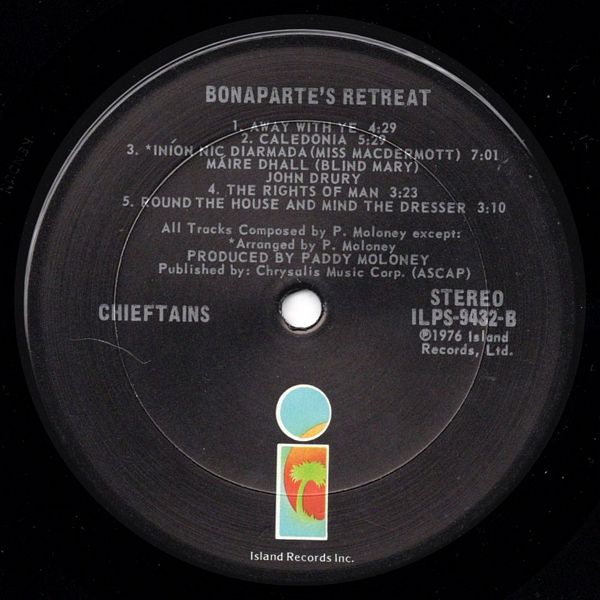 BONAPARTE'S RETREAT
1. AWAY WITH YE 4:29
2. CALEDONIA 5:29
3. *INÍON NIC DIARMADA (MISS MACDERMOTT) 7:01
MÁIRE DHALL (BLIND MARY)
JOHN DRURY
4. THE RIGHTS OF MAN 3:23
5. ROUND THE HOUSE AND MIND THE DRESSER 3:10
All Tracks Composed by P. Moloney except:
*Arranged by P. Moloney
PRODUCED BY PADDY MOLONEY
Published by: Chrysalis Music Corp. (ASCAP)
CHIEFTAINS
STEREO
ILPS-9432-B
℗1976 Island
Records, Ltd.
Island Records Inc.